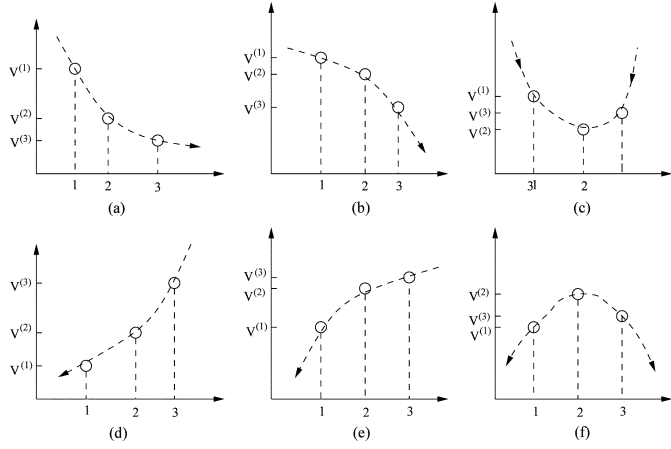 V(1)
V(2)
V(3)
1 2 3
(a)
V(1)
V(2)
V(3)
1 2 3
(b)
V(1)
V(3)
V(2)
31 2
(c)
V(3)
V(2)
V(1)
1 2 3
(d)
V(3)
V(2)
V(1)
1 2 3
(e)
V(2)
V(3)
V(1)
1 2 3
(f)